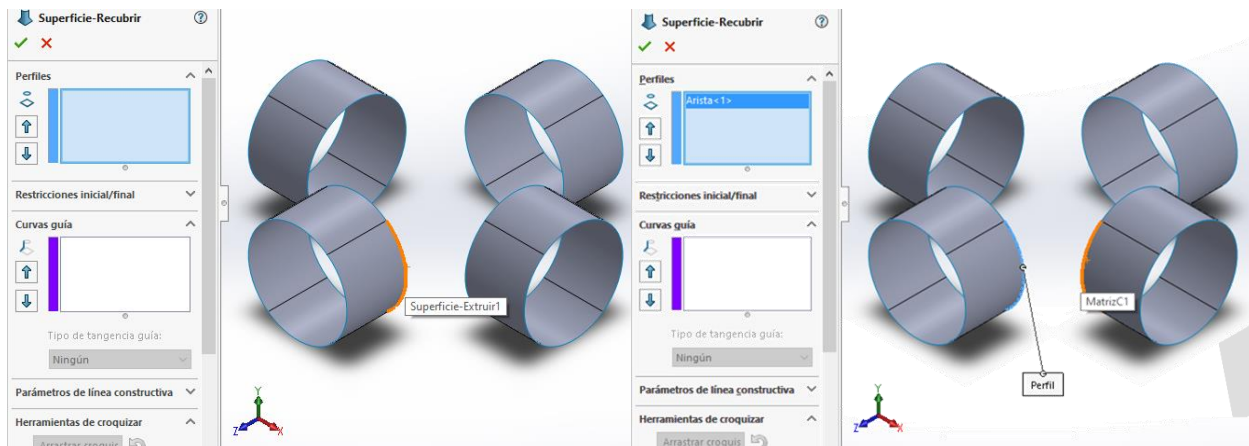 Superficie-Recubrir
Perfiles
Restricciones inicial/final
Curvas guía
Tipo de tangencia guía:
Ningún
Parámetros de línea constructiva
Herramientas de croquizar
Arrastrar croquis
Superficie-Extruir1
Y
Z
X
Superficie-Recubrir
Perfiles
Arista<1>
Restricciones inicial/final
Curvas guía
Tipo de tangencia guía:
Ningún
Parámetros de línea constructiva
Herramientas de croquizar
Arrastrar croquis
MatrizC1
Perfil
Y
Z
X